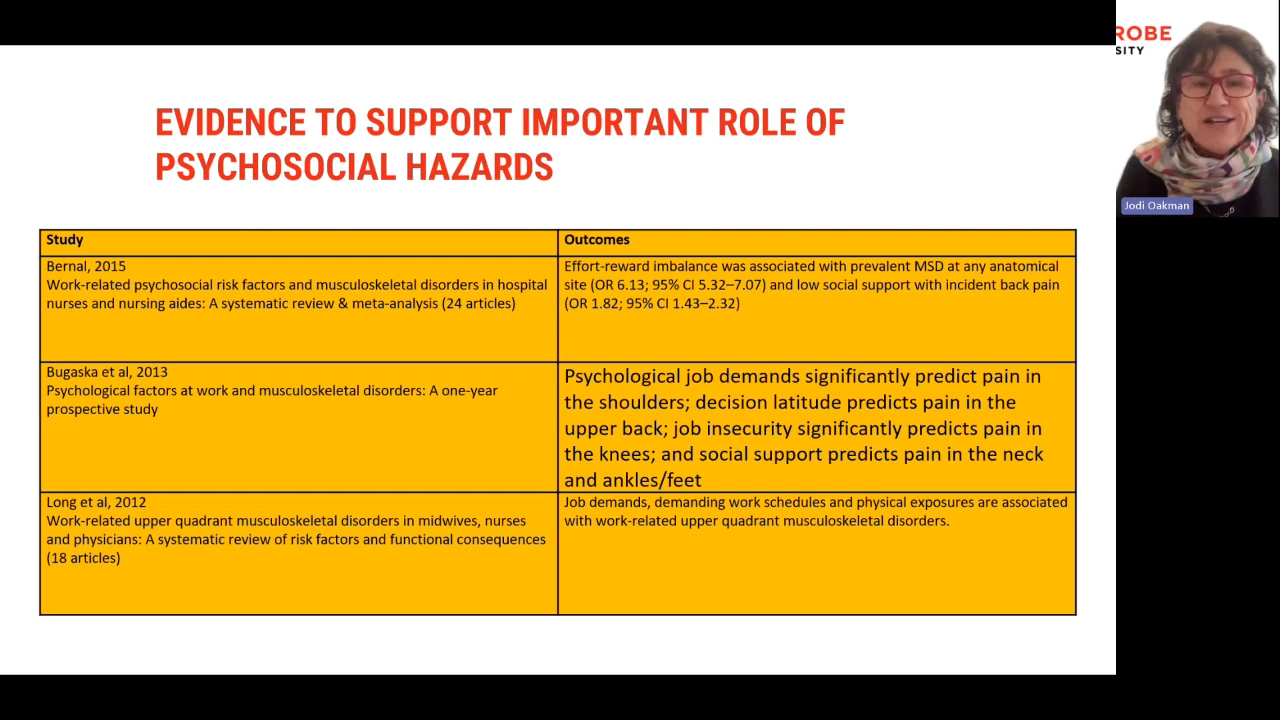 ROBE
SITY
Jodi Oakman
EVIDENCE TO SUPPORT IMPORTANT ROLE OF
PSYCHOSOCIAL HAZARDS
Study
Outcomes
Bernal, 2015
Work-related psychosocial risk factors and musculoskeletal disorders in hospital
nurses and nursing aides: A systematic review & meta-analysis (24 articles)
Effort-reward imbalance was associated with prevalent MSD at any anatomical
site (OR 6.13; 95% CI 5.32–7.07) and low social support with incident back pain
(OR 1.82; 95% CI 1.43–2.32)
Bugaska et al, 2013
Psychological factors at work and musculoskeletal disorders: A one-year
prospective study
Psychological job demands significantly predict pain in
the shoulders; decision latitude predicts pain in the
upper back; job insecurity significantly predicts pain in
the knees; and social support predicts pain in the neck
and ankles/feet
Long et al, 2012
Work-related upper quadrant musculoskeletal disorders in midwives, nurses
and physicians: A systematic review of risk factors and functional consequences
(18 articles)
Job demands, demanding work schedules and physical exposures are associated
with work-related upper quadrant musculoskeletal disorders.